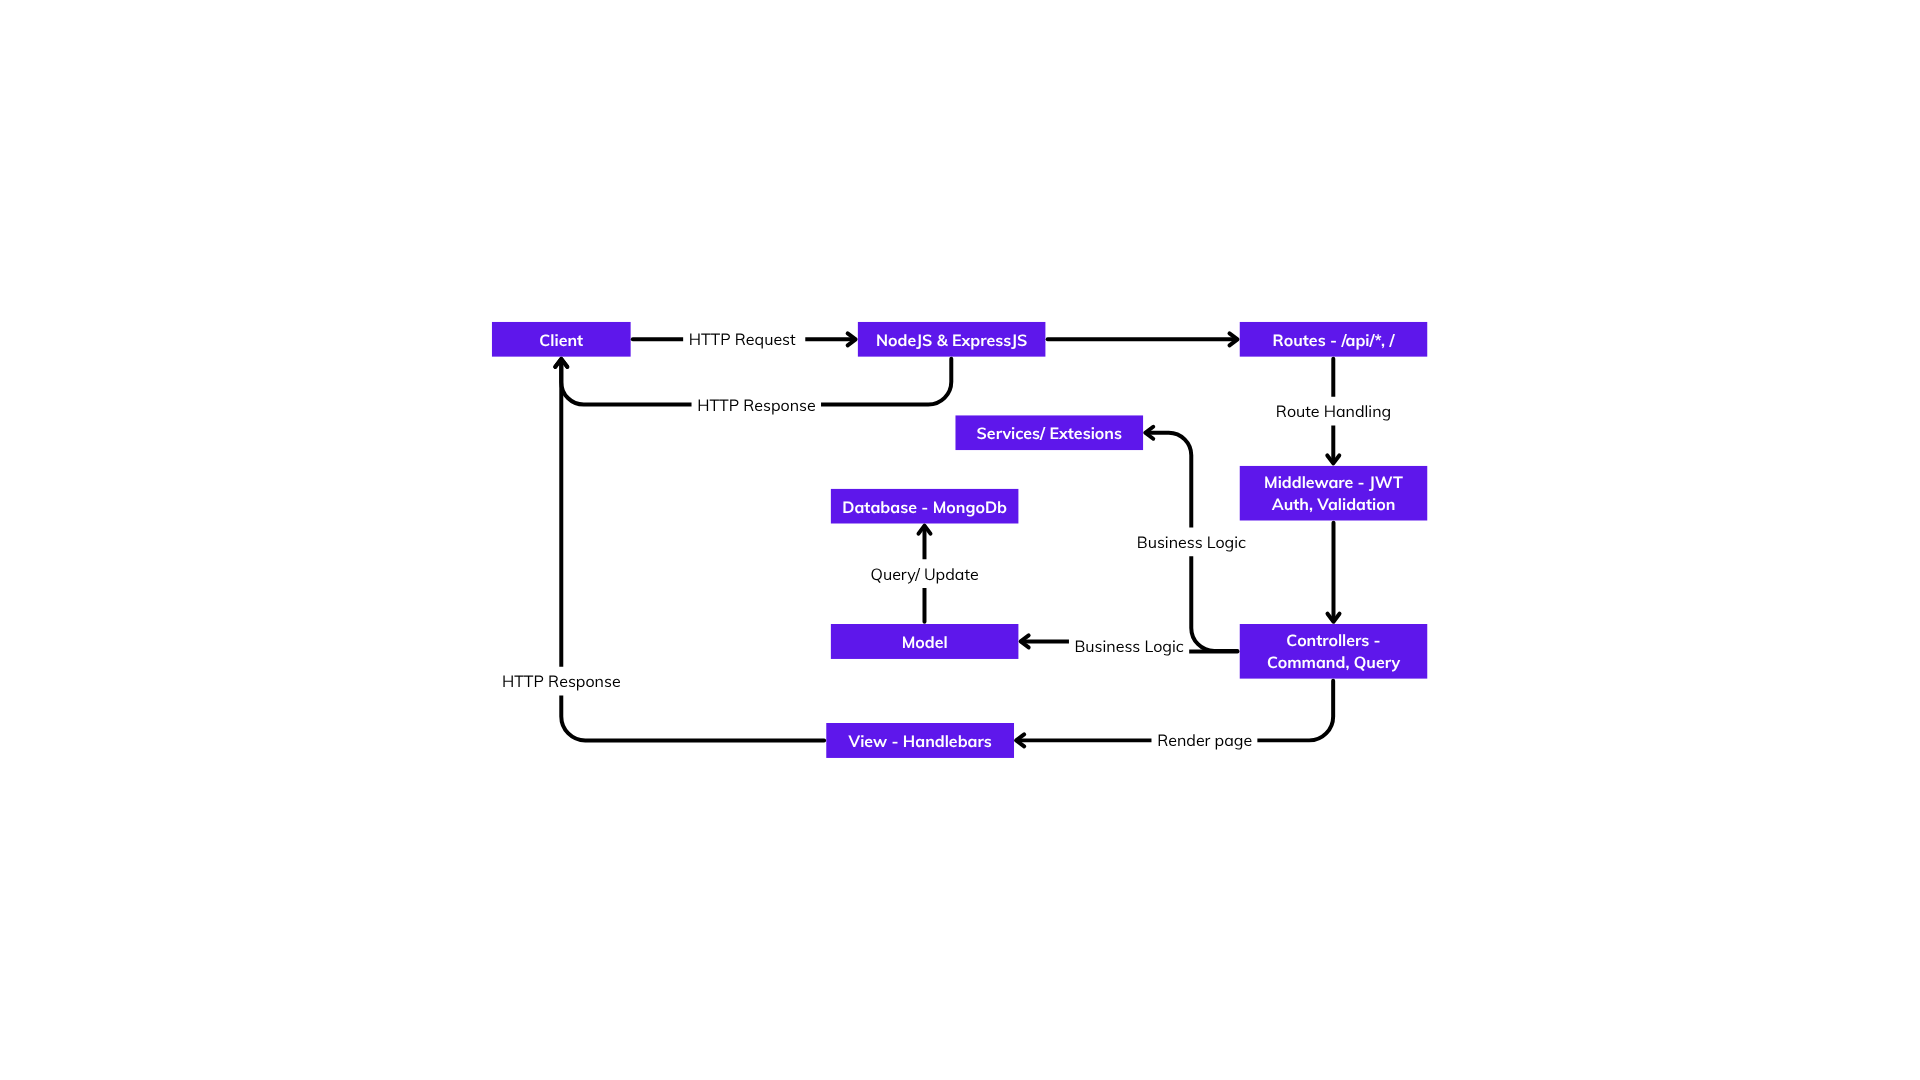 Client
HTTP Request
NodeJS & ExpressJS
Routes - /api/*, /
HTTP Response
Route Handling
Services/ Extesions
Middleware - JWT
Auth, Validation
Database - MongoDb
Business Logic
Query/ Update
Model
Business Logic
Controllers -
Command, Query
HTTP Response
View - Handlebars
Render page